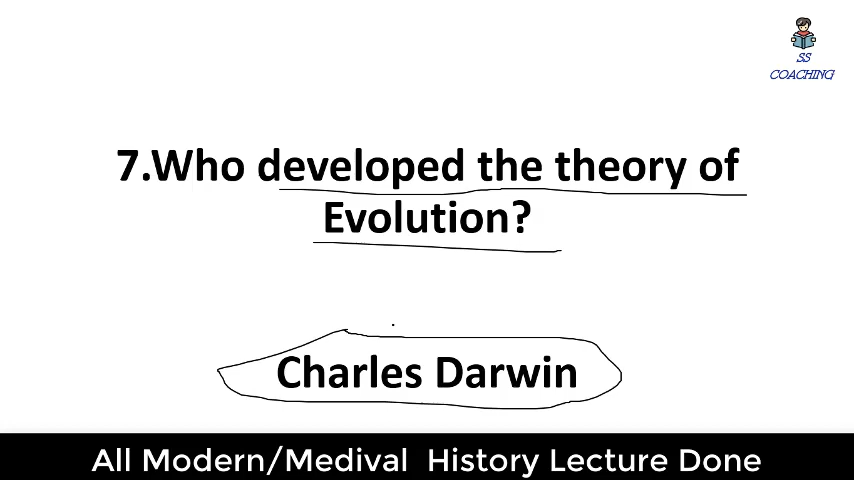 SS
COACHING
7.Who developed the theory of
Evolution?
Charles Darwin
All Modern/Medival History Lecture Done